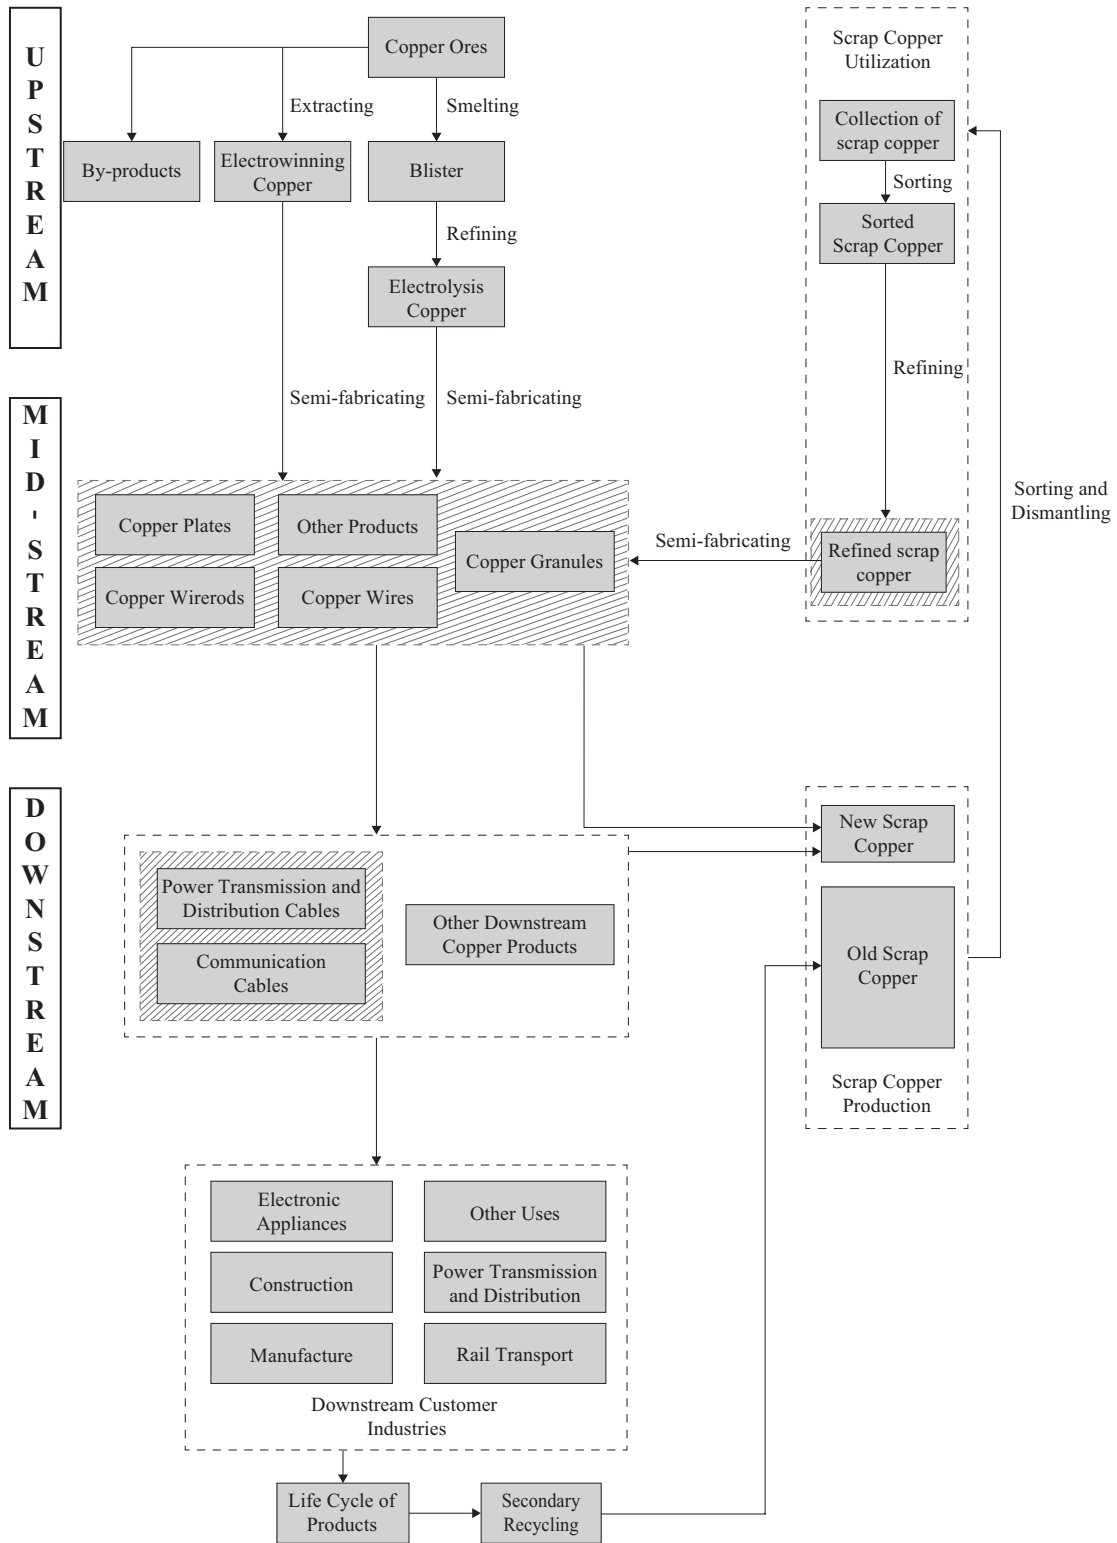 UPSTREAM
Copper Ores
Extracting
Smelting
By-products
Electrowinning
Copper
Blister
Refining
Electrolysis
Copper
Semi-fabricating
Semi-fabricating
Scrap Copper
Utilization
Collection of
scrap copper
Sorting
Sorted
Scrap Copper
Refining
MID-STREAM
Copper Plates
Other Products
Copper Granules
Copper Wirerods
Copper Wires
Semi-fabricating
Refined scrap
copper
Sorting and
Dismantling
DOWNSTREAM
Power Transmission and
Distribution Cables
Communication
Cables
Other Downstream
Copper Products
New Scrap
Copper
Old Scrap
Copper
Scrap Copper
Production
Electronic
Appliances
Other Uses
Construction
Power Transmission
and Distribution
Manufacture
Rail Transport
Downstream Customer
Industries
Life Cycle of
Products
Secondary
Recycling